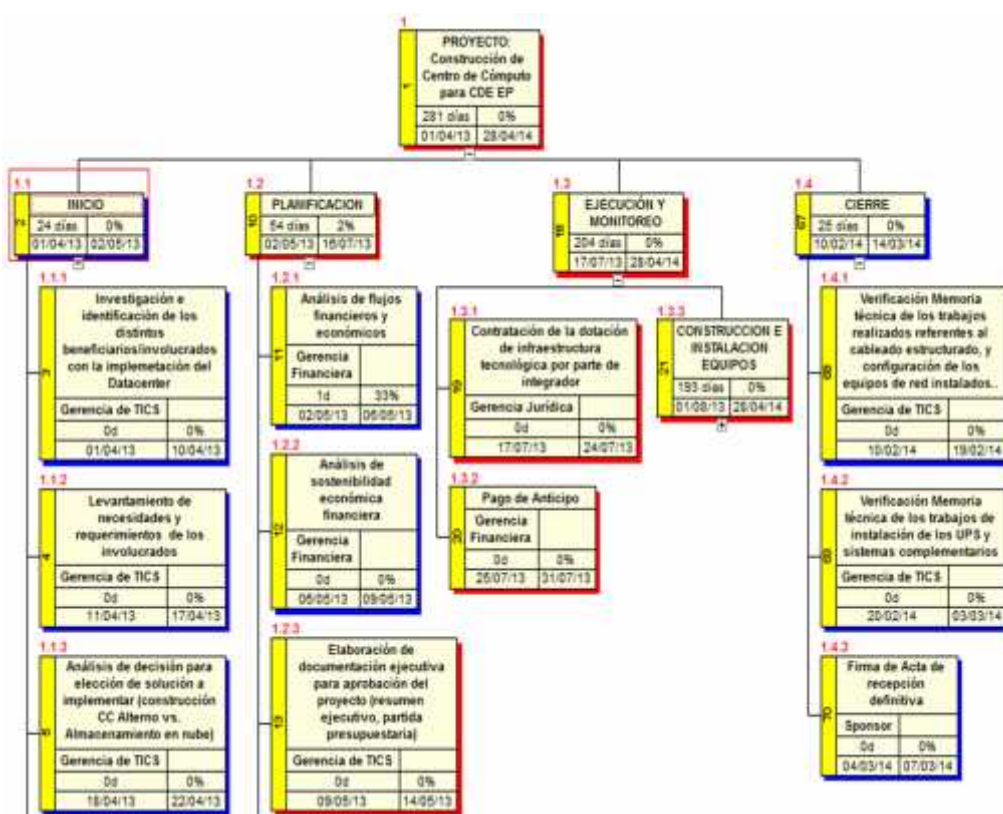 1
PROYECTO:
Construcción de
Centro de Cómputo
para CDE EP
1
281 días 0%
01/04/13 28/04/14
1.1
INICIO
2
24 días 0%
01/04/13 02/05/13
1.2
PLANIFICACION
10
54 días 2%
02/05/13 16/07/13
1.3
EJECUCIÓN Y
MONITOREO
18
204 días 0%
17/07/13 28/04/14
1.4
CIERRE
67
25 días 0%
10/02/14 14/03/14
1.1.1
Investigación e
identificación de los
distintos
beneficiarios/involucrados
con la implemetación del
Datacenter
3
Gerencia de TICS
0d 0%
01/04/13 10/04/13
1.1.2
Levantamiento de
necesidades y
requerimientos de los
involucrados
4
Gerencia de TICS
0d 0%
11/04/13 17/04/13
1.1.3
Análisis de decisión para
elección de solución a
implementar (construcción
CC Alterno vs.
Almacenamiento en nube)
5
Gerencia de TICS
0d 0%
18/04/13 22/04/13
1.2.1
Análisis de flujos
financieros y
económicos
11
Gerencia
Financiera
1d 33%
02/05/13 06/05/13
1.2.2
Análisis de
sostenibilidad
económica
financiera
12
Gerencia
Financiera
0d 0%
06/05/13 09/05/13
1.2.3
Elaboración de
documentación ejecutiva
para aprobación del
proyecto (resumen
ejecutivo, partida
presupuestaria)
13
Gerencia de TICS
0d 0%
09/05/13 14/05/13
1.3.1
Contratación de la dotación
de infraestructura
tecnológica por parte de
integrador
19
Gerencia Jurídica
0d 0%
17/07/13 24/07/13
1.3.2
Pago de Anticipo
20
Gerencia
Financiera
0d 0%
25/07/13 31/07/13
1.3.3
CONSTRUCCION E
INSTALACION
EQUIPOS
21
193 días 0%
01/08/13 28/04/14
1.4.1
Verificación Memoria
técnica de los trabajos
realizados referentes al
cableado estructurado, y
configuración de los
equipos de red instalados..
68
Gerencia de TICS
0d 0%
10/02/14 19/02/14
1.4.2
Verificación Memoria
técnica de los trabajos de
instalación de los UPS y
sistemas complementarios
69
Gerencia de TICS
0d 0%
20/02/14 03/03/14
1.4.3
Firma de Acta de
recepción
definitiva
70
Sponsor
0d 0%
04/03/14 07/03/14